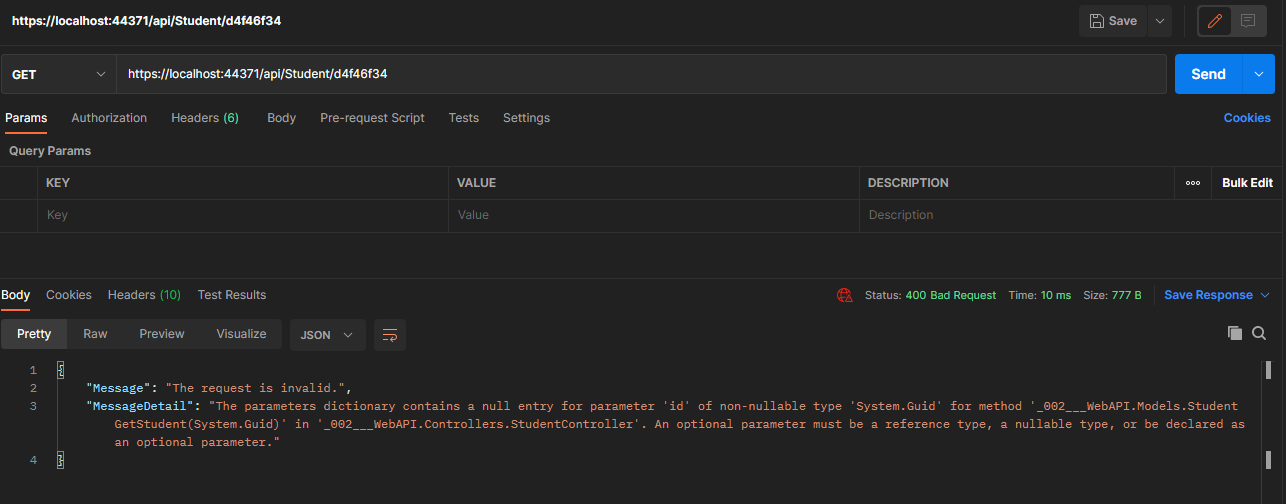 https://localhost:44371/api/Student/d4f46f34
Save
GET
https://localhost:44371/api/Student/d4f46f34
Send
Params Authorization Headers (6) Body Pre-request Script Tests Settings Cookies
Query Params
KEY VALUE DESCRIPTION ooo Bulk Edit
Key Value Description
Body Cookies Headers (10) Test Results Status: 400 Bad Request Time: 10 ms Size: 777 B Save Response
Pretty Raw Preview Visualize JSON
1 {
2 "Message": "The request is invalid.",
3 "MessageDetail": "The parameters dictionary contains a null entry for parameter 'id' of non-nullable type 'System.Guid' for method '_002___WebAPI.Models.Student
GetStudent(System.Guid)' in '_002___WebAPI.Controllers.StudentController'. An optional parameter must be a reference type, a nullable type, or be declared as
an optional parameter."
4 }